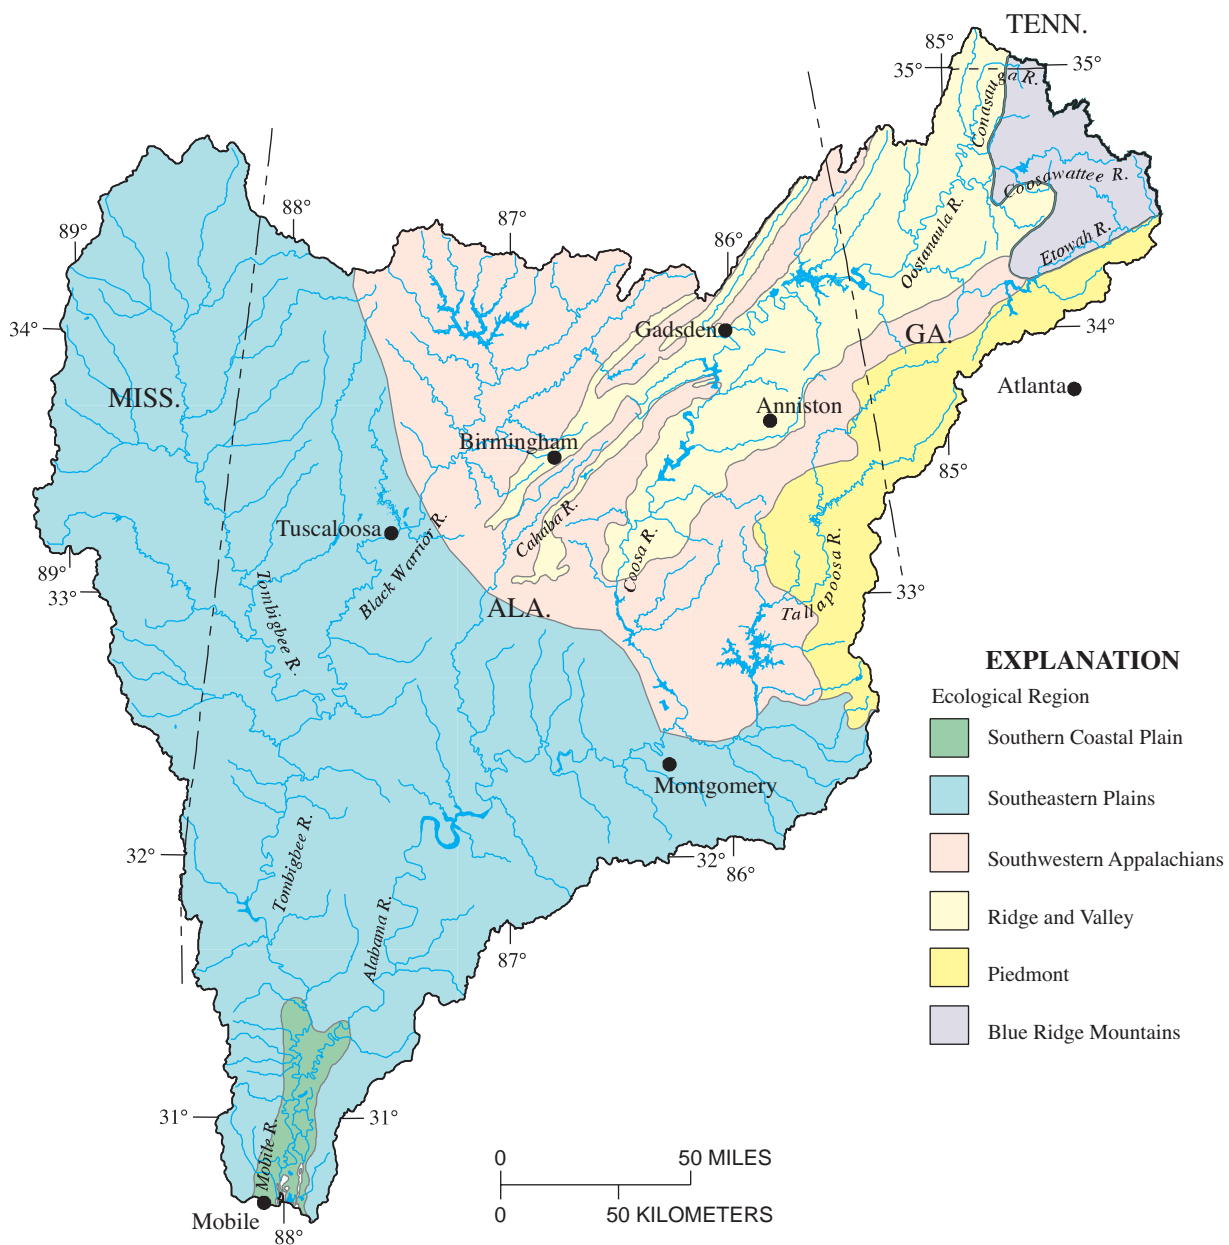 TENN.
85°
35°
35°
Conasauga R.
Coosawattee R.
Oostanaula R.
Etowah R.
88°
87°
89°
86°
34°
Gadsden
GA.
34°
MISS.
Atlanta
Anniston
Birmingham
85°
Tuscaloosa
Black Warrior R.
Cahaba R.
Coosa R.
Tallapoosa R.
89°
33°
Tombigbee R.
ALA.
33°
EXPLANATION
Ecological Region
Southern Coastal Plain
Southeastern Plains
Southwestern Appalachians
Ridge and Valley
Piedmont
Blue Ridge Mountains
Montgomery
32°
Tombigbee R.
32°
86°
Alabama R.
87°
31°
31°
Mobile R.
Mobile
88°
0 50 MILES
0 50 KILOMETERS